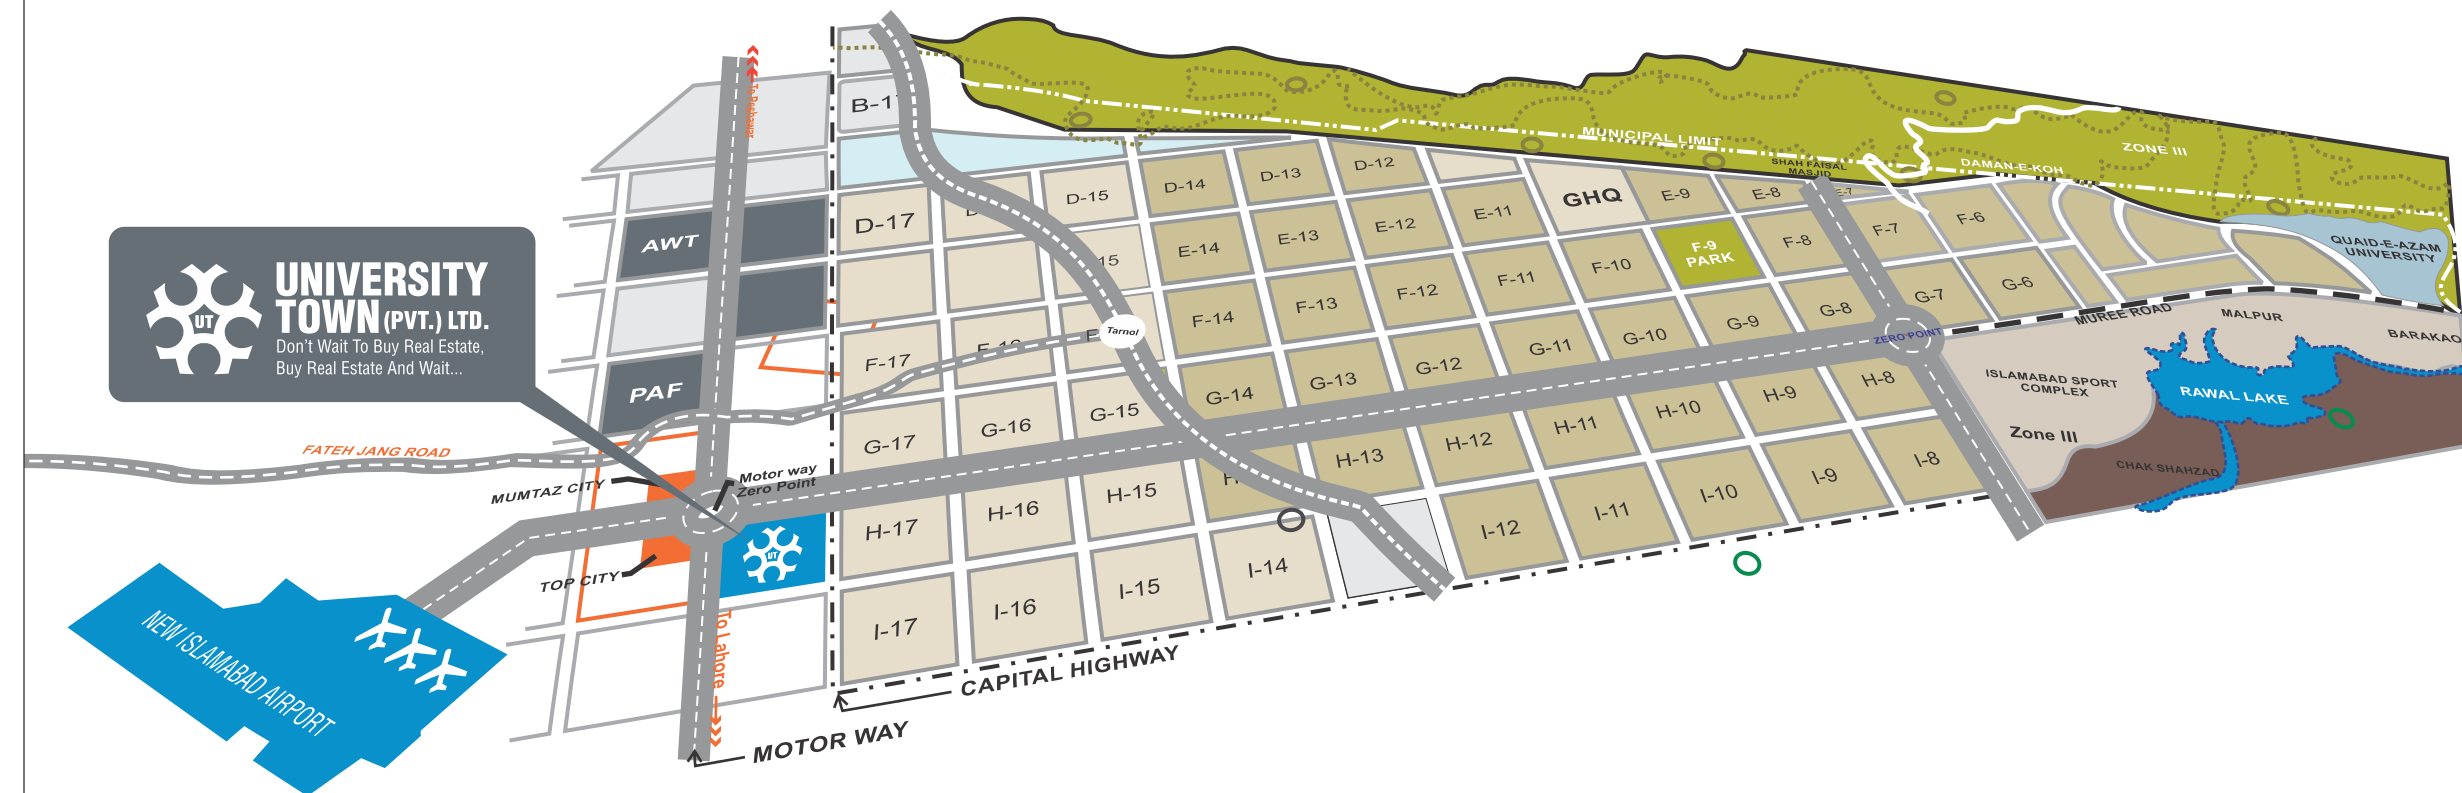 UT
UNIVERSITY
TOWN (PVT.) LTD.
Don't Wait To Buy Real Estate,
Buy Real Estate And Wait...
To Peshawar
AWT
PAF
FATEH JANG ROAD
MUMTAZ CITY
TOP CITY
Motor way
Zero Point
UT
NEW ISLAMABAD AIRPORT
To Lahore
MOTOR WAY
CAPITAL HIGHWAY
Tarnol
D-17
D-15
D-14
D-13
D-12
E-14
E-13
E-12
E-11
GHQ
E-9
E-8
E-7
F-17
F-14
F-13
F-12
F-11
F-10
F-9
PARK
F-8
F-7
F-6
G-17
G-16
G-15
G-14
G-13
G-12
G-11
G-10
G-9
G-8
G-7
G-6
H-17
H-16
H-15
H-13
H-12
H-11
H-10
H-9
H-8
I-17
I-16
I-15
I-14
I-12
I-11
I-10
I-9
I-8
MUNICIPAL LIMIT
SHAH FAISAL
MASJID
DAMAN-E-KOH
ZONE III
QUAID-E-AZAM
UNIVERSITY
ZERO POINT
MUREE ROAD
MALPUR
BARAKAO
ISLAMABAD SPORT
COMPLEX
RAWAL LAKE
Zone III
CHAK SHAHZAD